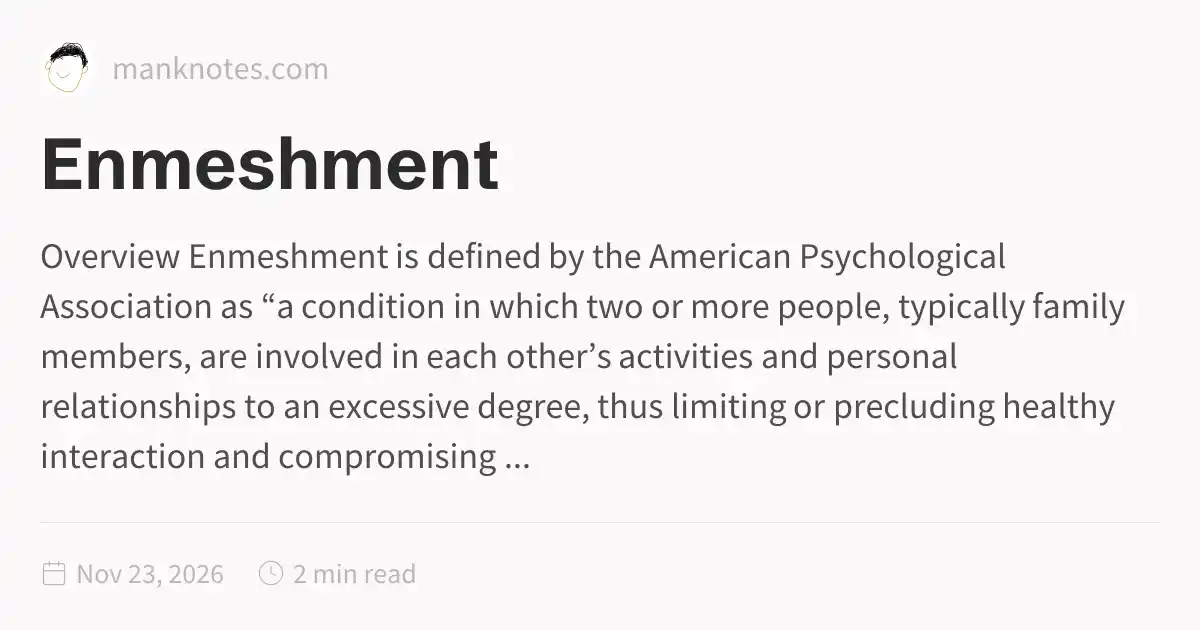 manknotes.com
Enmeshment
Overview Enmeshment is defined by the American Psychological
Association as “a condition in which two or more people, typically family
members, are involved in each other’s activities and personal
relationships to an excessive degree, thus limiting or precluding healthy
interaction and compromising ...
Nov 23, 2026 2 min read